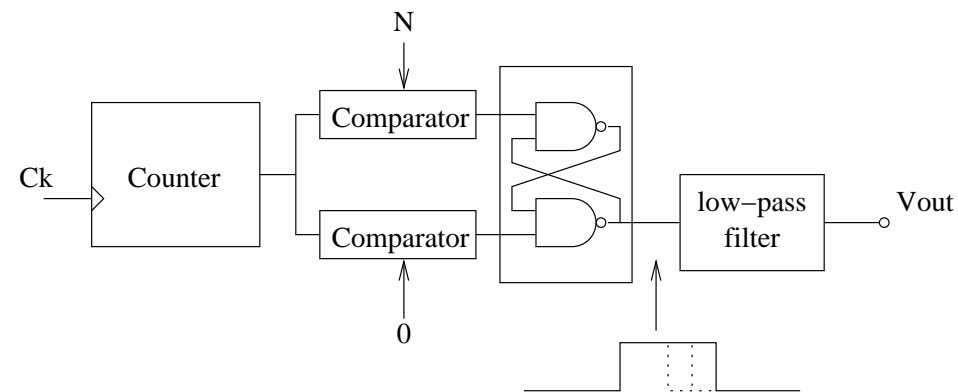 N
Comparator
Ck
Counter
low−pass
filter
Vout
Comparator
0